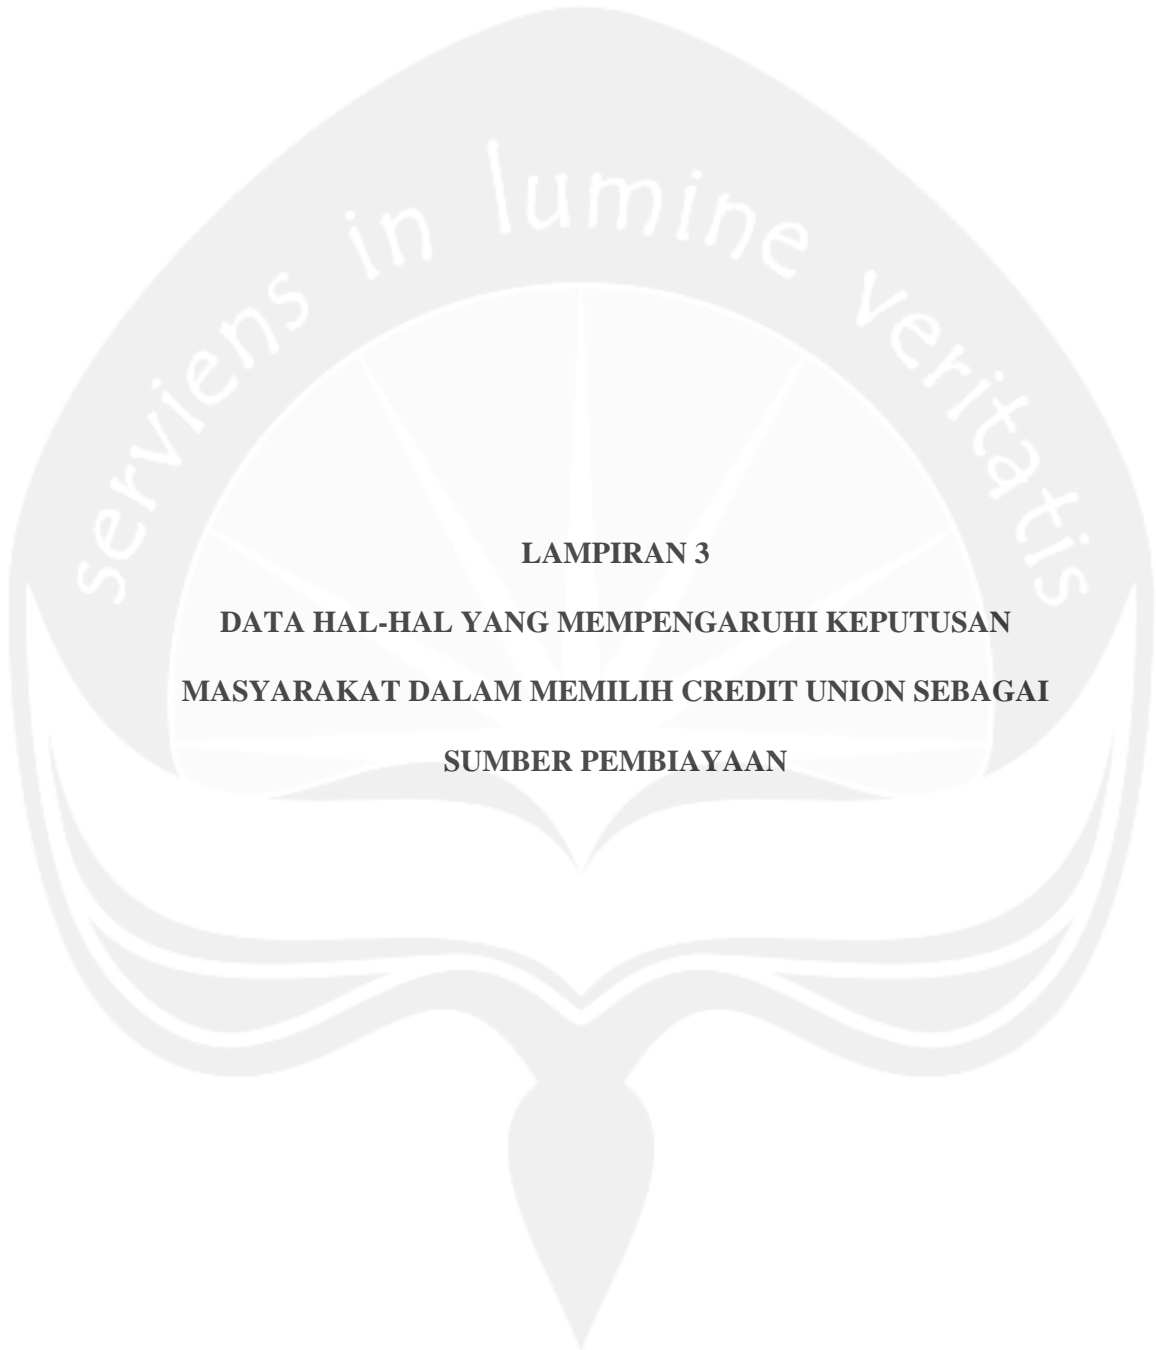 serviens in lumine veritatis
LAMPIRAN 3
DATA HAL-HAL YANG MEMPENGARUHI KEPUTUSAN
MASYARAKAT DALAM MEMILIH CREDIT UNION SEBAGAI
SUMBER PEMBIAYAAN